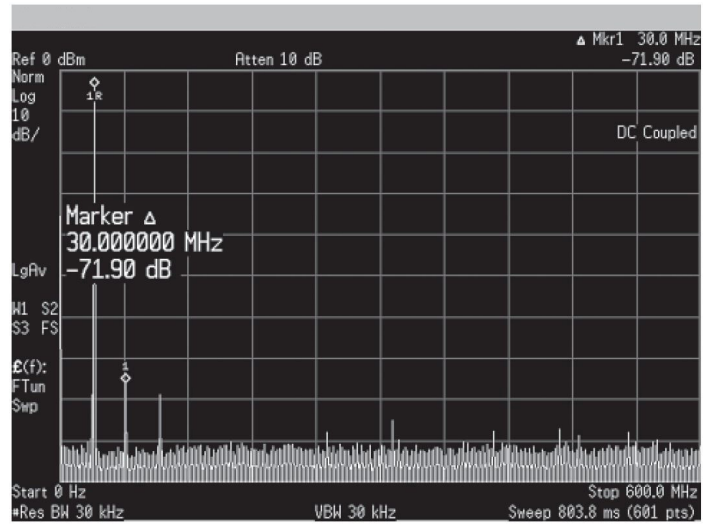 Δ Mkr1 30.0 MHz
Ref 0 dBm Atten 10 dB -71.90 dB
Norm
Log
10
dB/
1R
DC Coupled
Marker Δ
30.000000 MHz
-71.90 dB
LgAv
W1 S2
S3 FS
£(f):
FTun
Swp
1
Start 0 Hz Stop 600.0 MHz
#Res BW 30 kHz VBW 30 kHz Sweep 803.8 ms (601 pts)